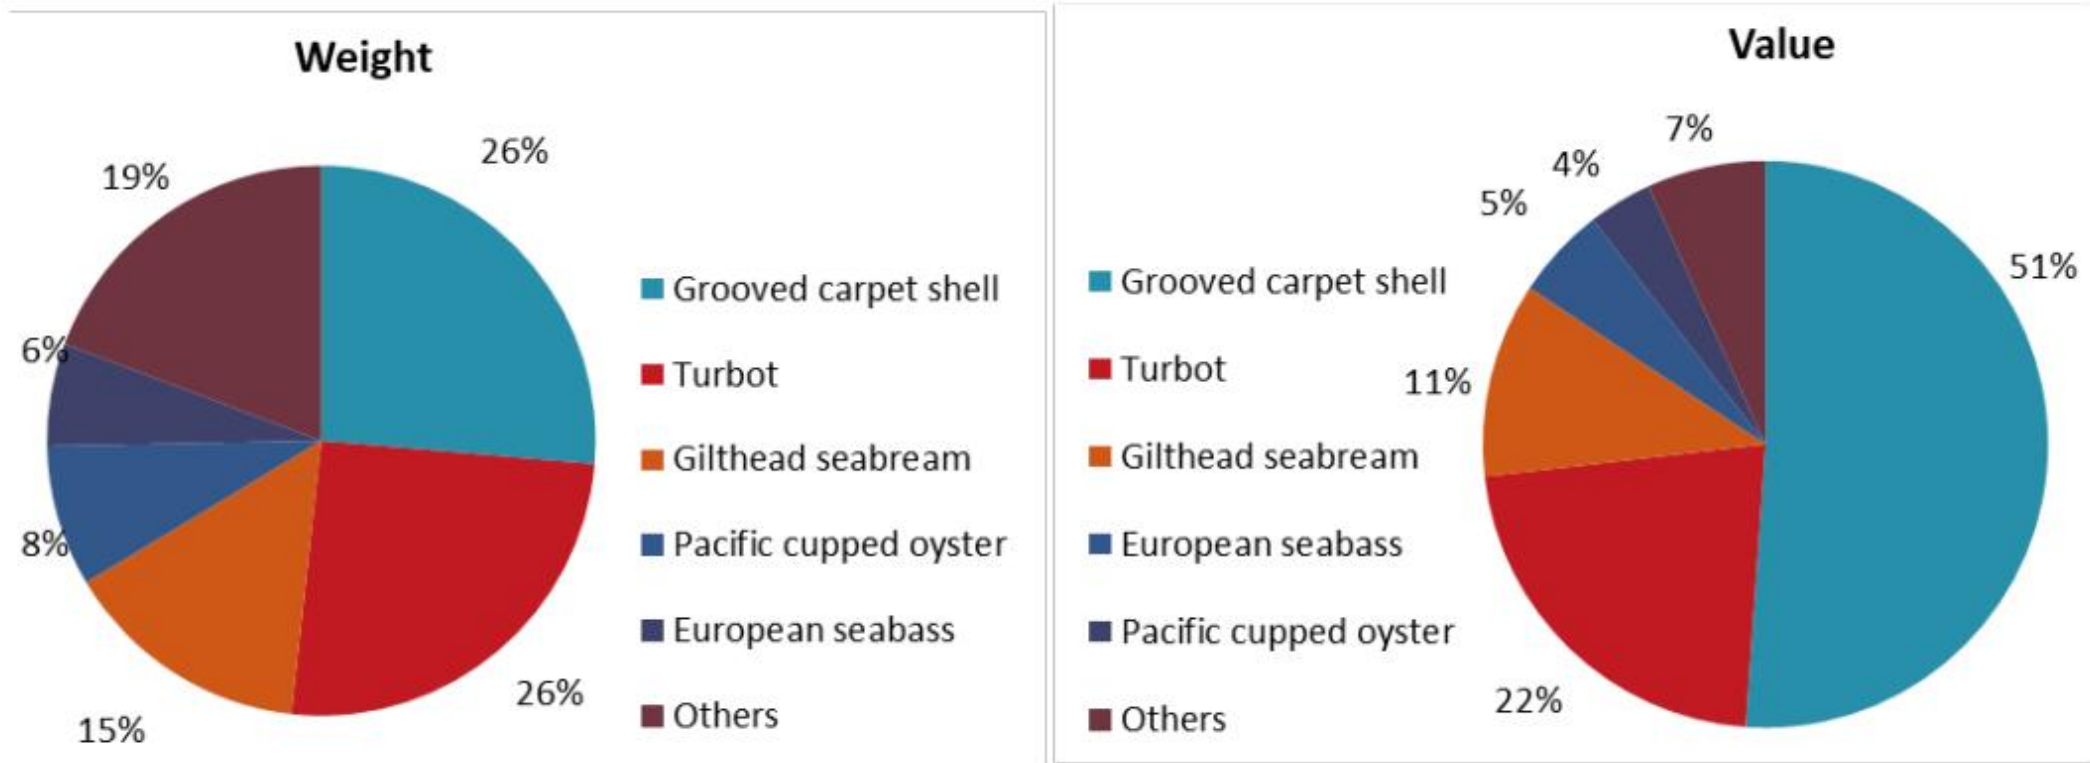 Weight
26%
19%
6%
8%
15%
26%
Grooved carpet shell
Turbot
Gilthead seabream
Pacific cupped oyster
European seabass
Others
Value
7%
4%
5%
51%
11%
22%
Grooved carpet shell
Turbot
Gilthead seabream
European seabass
Pacific cupped oyster
Others